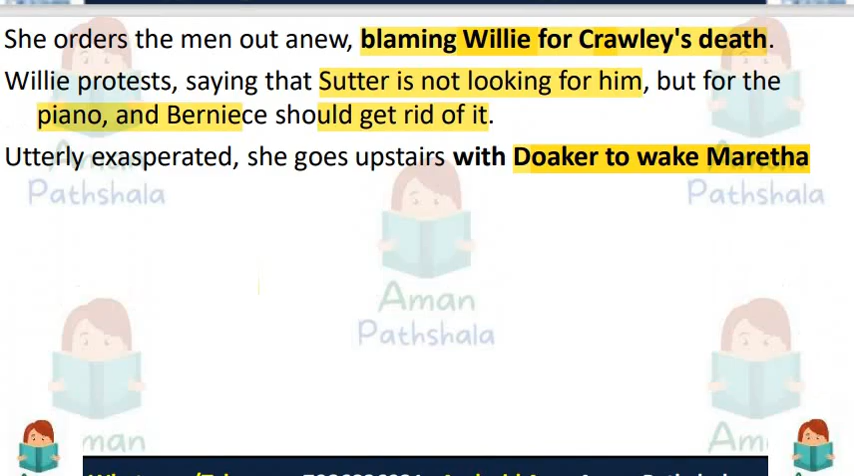 She orders the men out anew, blaming Willie for Crawley's death.
Willie protests, saying that Sutter is not looking for him, but for the
piano, and Berniece should get rid of it.
Utterly exasperated, she goes upstairs with Doaker to wake Maretha
Pathshala
Pathshala
Aman
Pathshala
man
Am